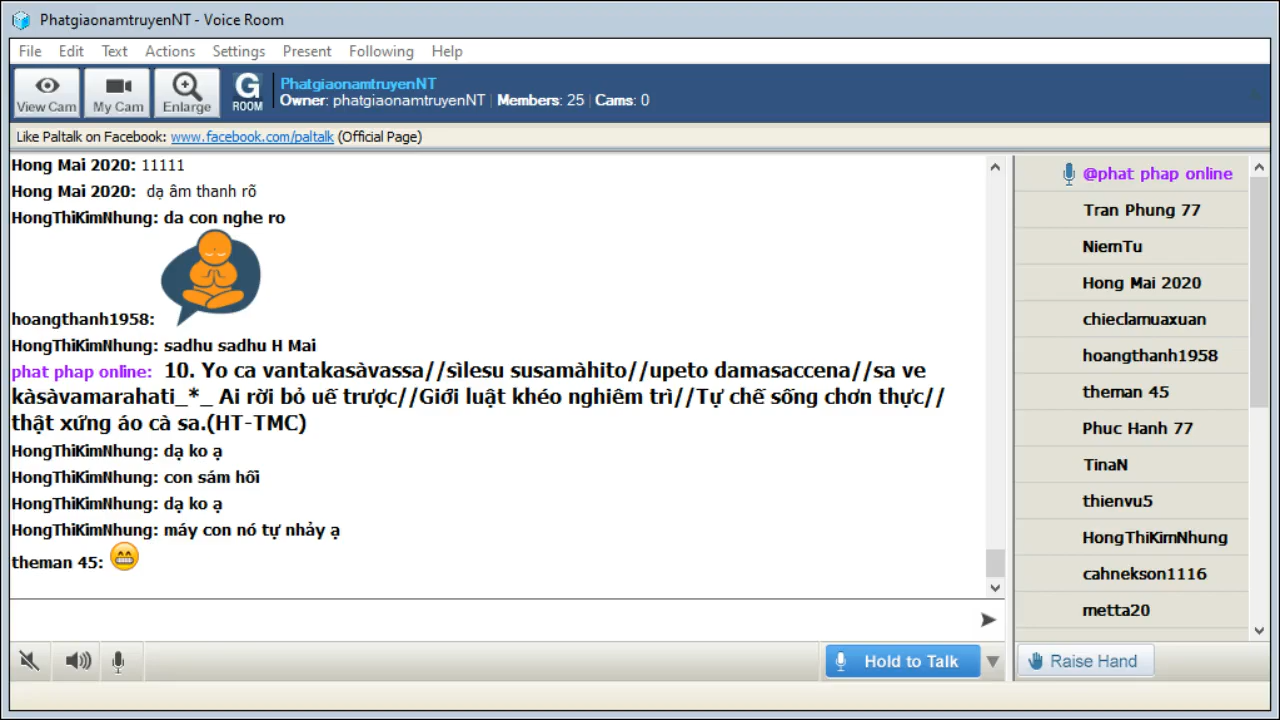 PhatgiaonamtruyenNT - Voice Room
File Edit Text Actions Settings Present Following Help
View Cam My Cam Enlarge G ROOM
PhatgiaonamtruyenNT
Owner: phatgiaonamtruyenNT | Members: 25 | Cams: 0
Like Paltalk on Facebook: www.facebook.com/paltalk (Official Page)
Hong Mai 2020: 11111
Hong Mai 2020: dạ âm thanh rõ
HongThiKimNhung: da con nghe ro
hoangthanh1958:
HongThiKimNhung: sadhu sadhu H Mai
phat phap online: 10. Yo ca vantakasàvassa//sìlesu susamàhito//upeto damasaccena//sa ve
kàsàvamarahati_*_ Ai rời bỏ uế trược//Giới luật khéo nghiêm trì//Tự chế sống chơn thực//
thật xứng áo cà sa.(HT-TMC)
HongThiKimNhung: dạ ko ạ
HongThiKimNhung: con sám hối
HongThiKimNhung: dạ ko ạ
HongThiKimNhung: máy con nó tự nhảy ạ
theman 45:
@phat phap online
Tran Phung 77
NiemTu
Hong Mai 2020
chieclamuaxuan
hoangthanh1958
theman 45
Phuc Hanh 77
TinaN
thienvu5
HongThiKimNhung
cahnekson1116
metta20
Hold to Talk
Raise Hand